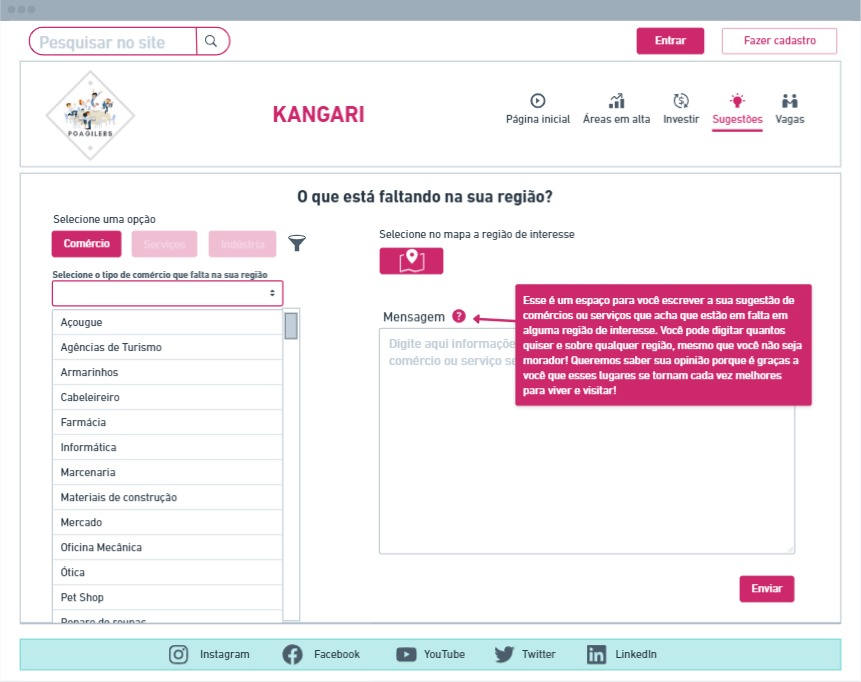 Pesquisar no site
Entrar
Fazer cadastro
POAGILERS
KANGARI
Página inicial
Áreas em alta
Investir
Sugestões
Vagas
O que está faltando na sua região?
Selecione uma opção
Comércio
Serviços
Indústria
Selecione o tipo de comércio que falta na sua região
Açougue
Agências de Turismo
Armarinhos
Cabeleireiro
Farmácia
Informática
Marcenaria
Materiais de construção
Mercado
Oficina Mecânica
Ótica
Pet Shop
Reparo de roupas
Selecione no mapa a região de interesse
Mensagem ?
Digite aqui informaçõe
comércio ou serviço se
Esse é um espaço para você escrever a sua sugestão de
comércios ou serviços que acha que estão em falta em
alguma região de interesse. Você pode digitar quantos
quiser e sobre qualquer região, mesmo que você não seja
morador! Queremos saber sua opinião porque é graças a
você que esses lugares se tornam cada vez melhores
para viver e visitar!
Enviar
Instagram
Facebook
YouTube
Twitter
LinkedIn